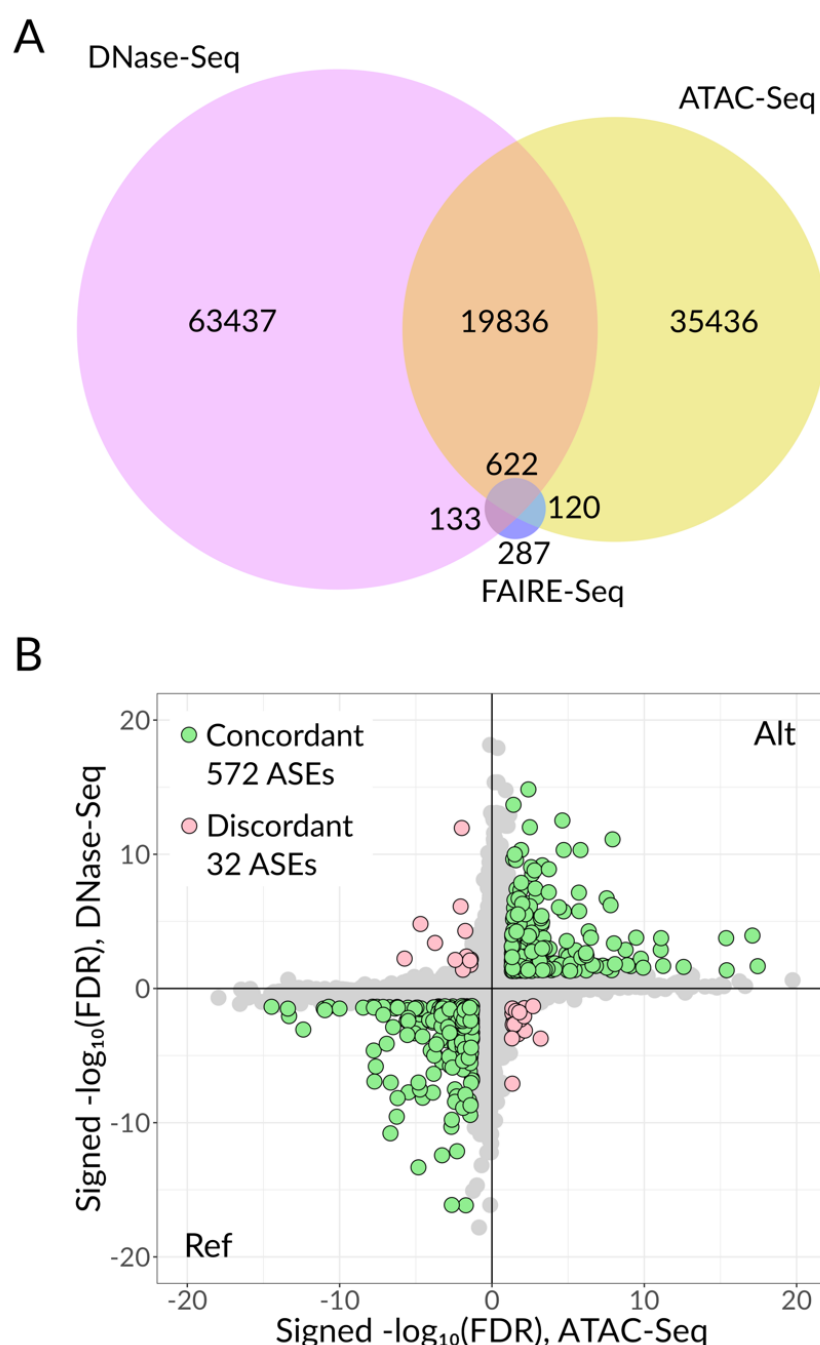 A
DNase-Seq
ATAC-Seq
63437
19836
35436
622
133
120
287
FAIRE-Seq
B
20
10
0
-10
-20
Signed -log₁₀(FDR), DNase-Seq
Concordant
572 ASEs
Discordant
32 ASEs
Alt
Ref
-20 -10 0 10 20
Signed -log₁₀(FDR), ATAC-Seq